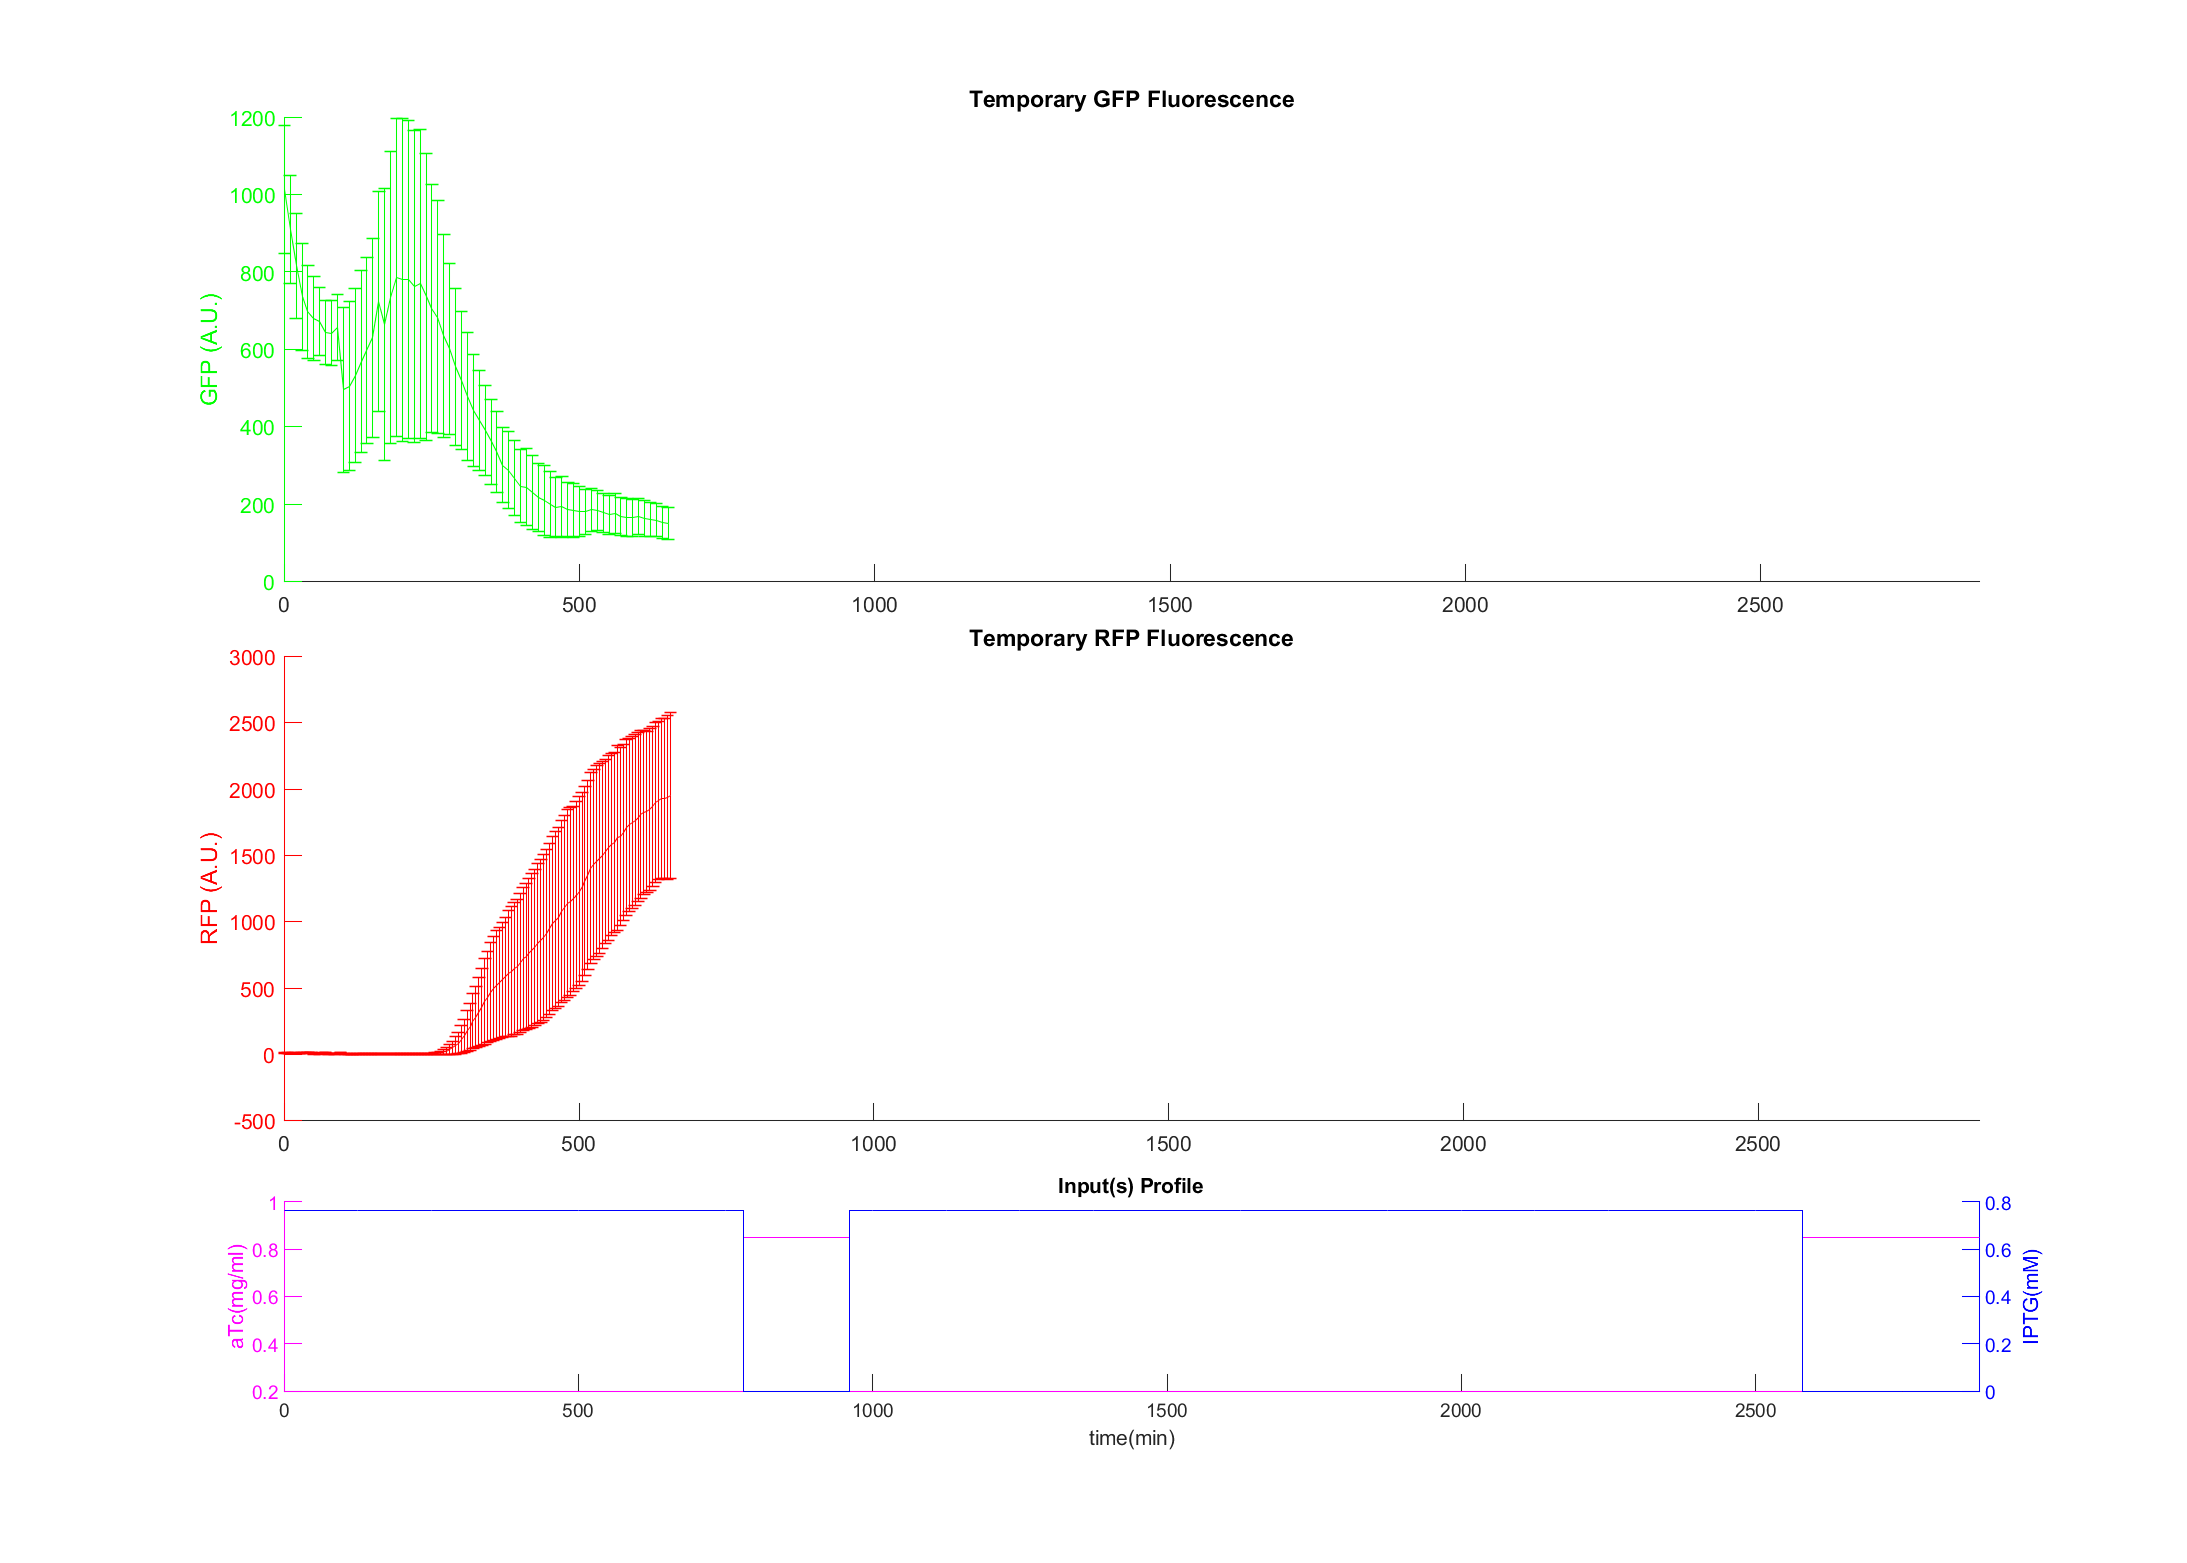 Temporary GFP Fluorescence
1200
1000
800
600
400
200
0
GFP (A.U.)
0 500 1000 1500 2000 2500
Temporary RFP Fluorescence
3000
2500
2000
1500
1000
500
0
-500
RFP (A.U.)
0 500 1000 1500 2000 2500
Input(s) Profile
1
0.8
0.6
0.4
0.2
aTc(mg/ml)
0.8
0.6
0.4
0.2
0
IPTG(mM)
0 500 1000 1500 2000 2500
time(min)